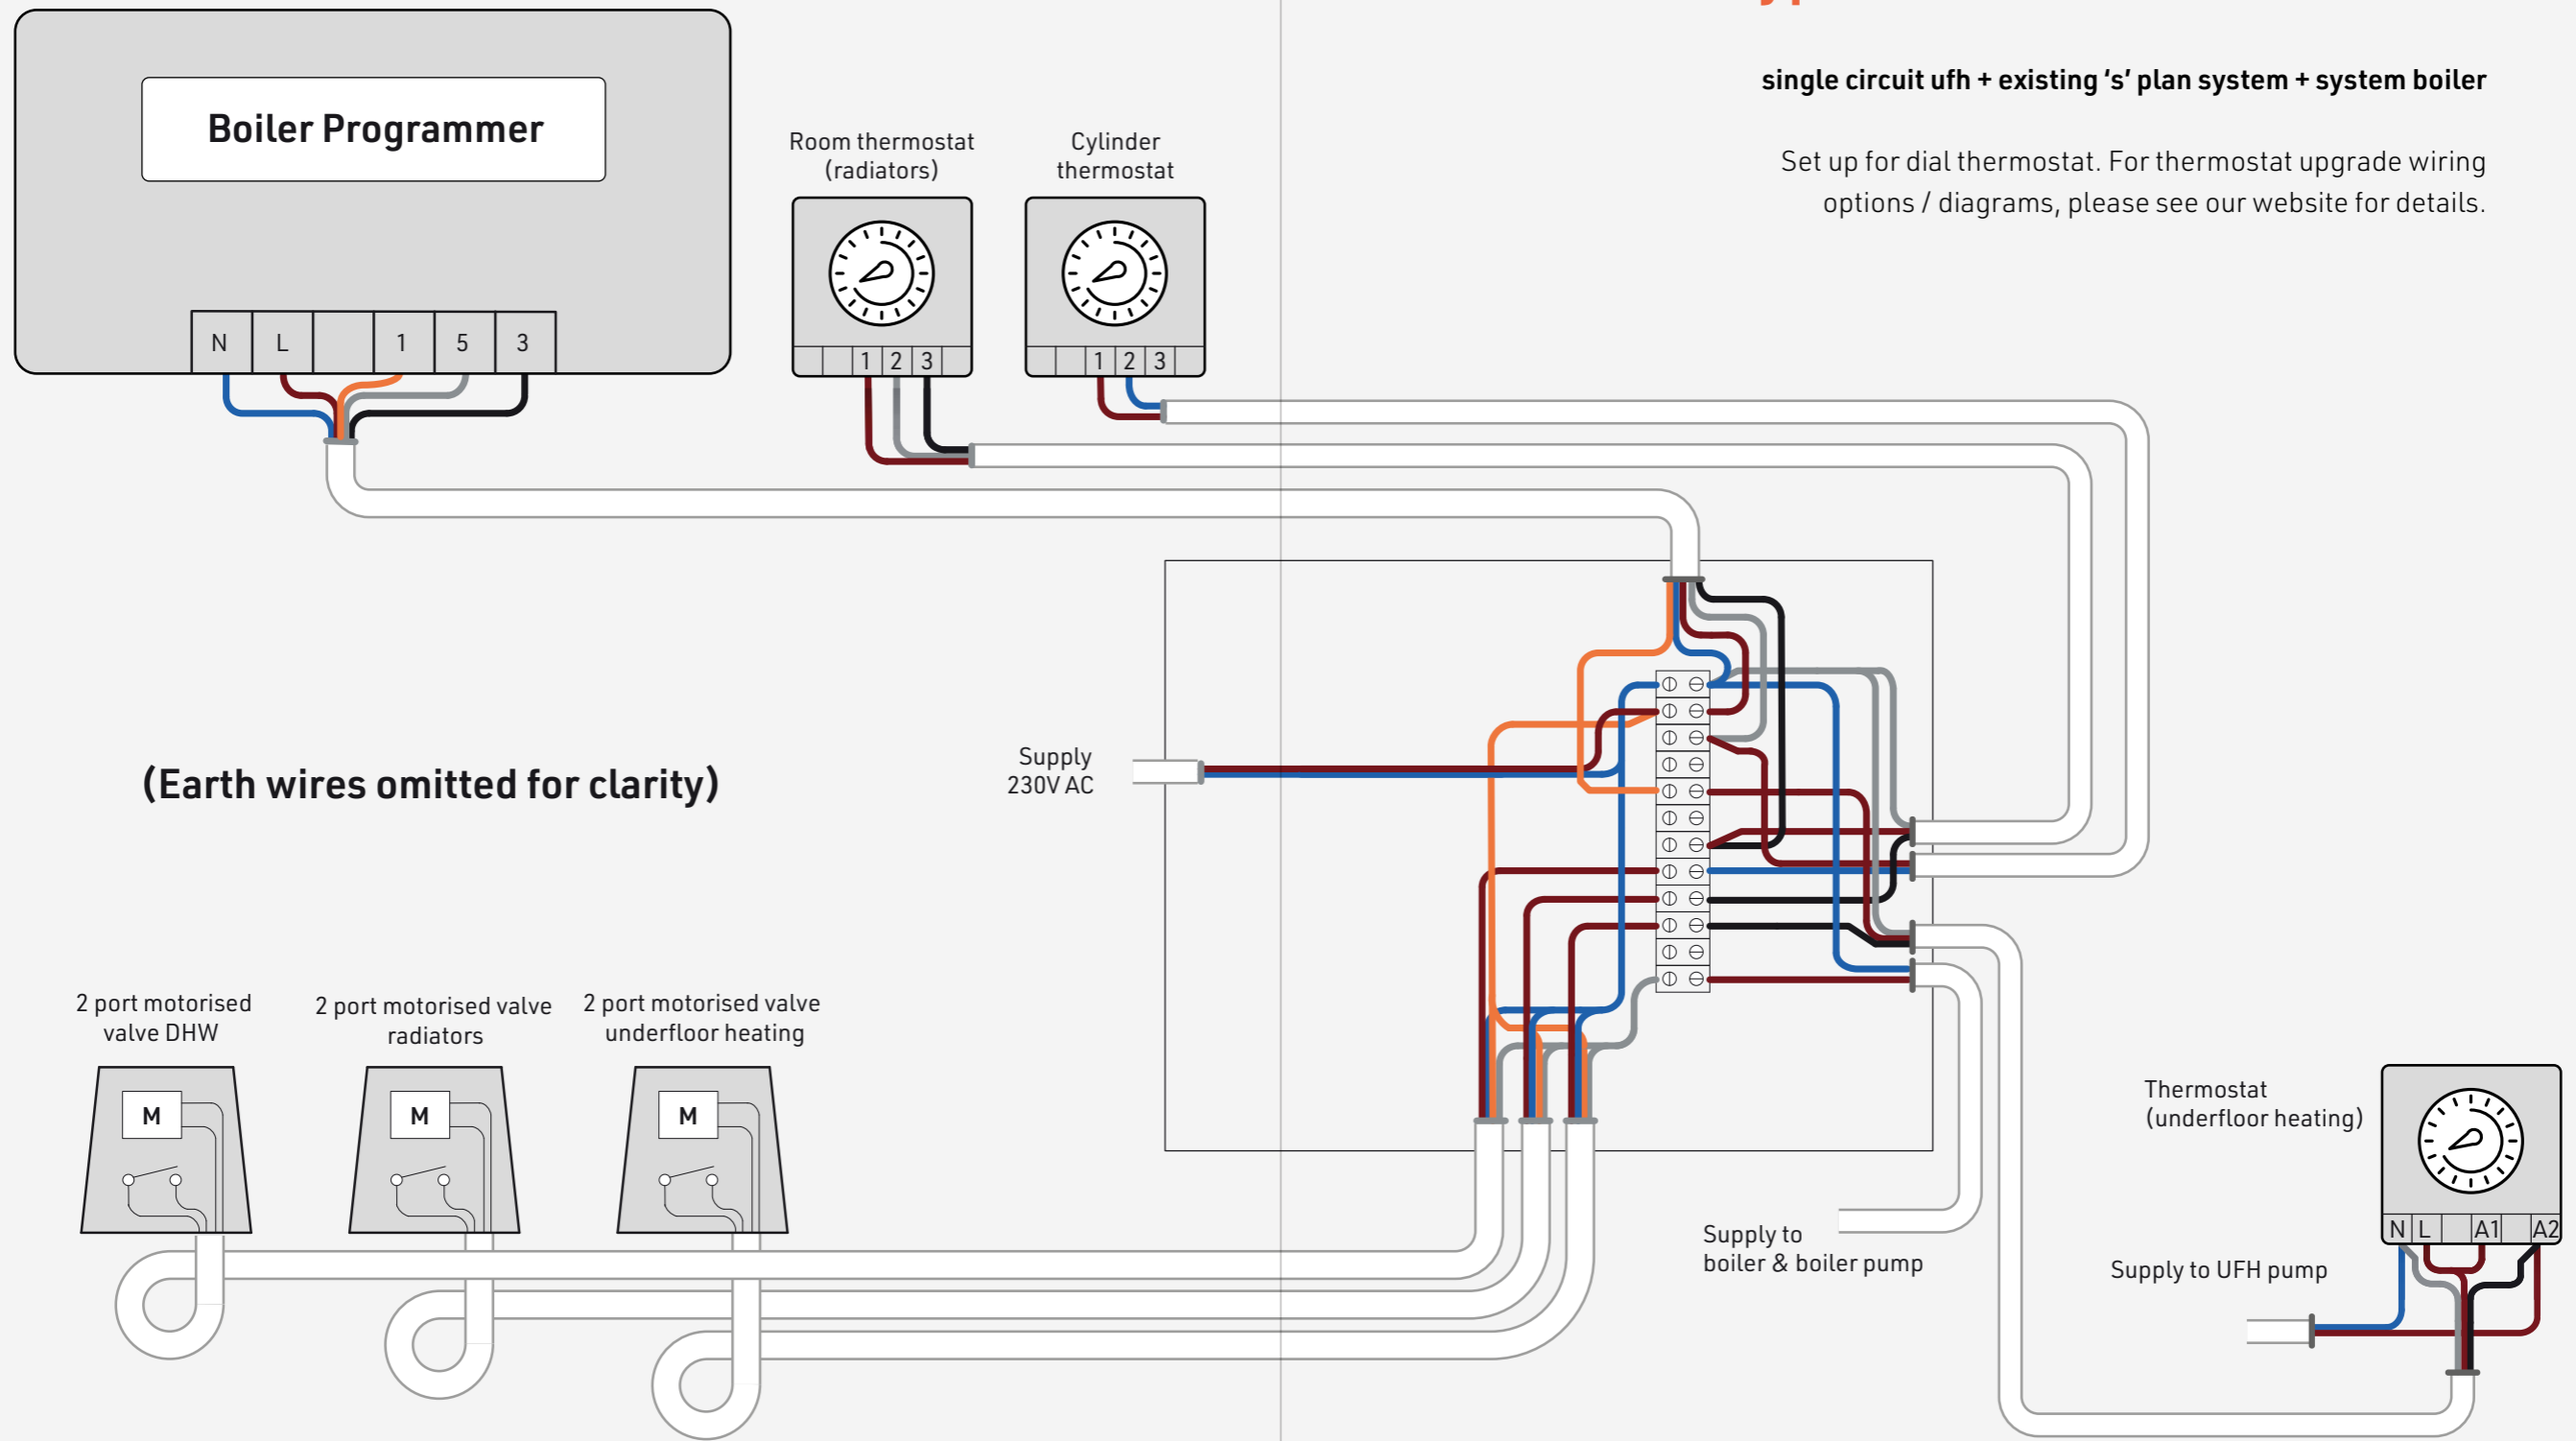 single circuit ufh + existing ‘s’ plan system + system boiler
Set up for dial thermostat. For thermostat upgrade wiring
options / diagrams, please see our website for details.
Boiler Programmer
N L 1 5 3
Room thermostat
(radiators)
1 2 3
Cylinder
thermostat
1 2 3
(Earth wires omitted for clarity)
Supply
230V AC
2 port motorised
valve DHW
M
2 port motorised valve
radiators
M
2 port motorised valve
underfloor heating
M
Supply to
boiler & boiler pump
Thermostat
(underfloor heating)
N L A1 A2
Supply to UFH pump